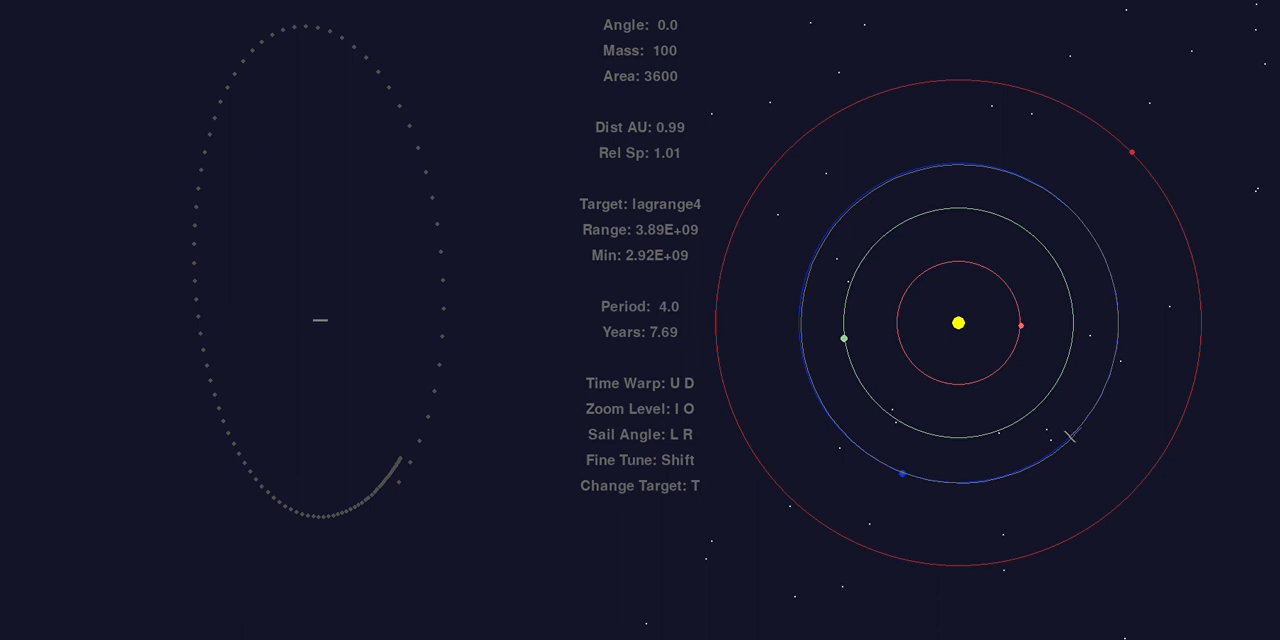 Angle: 0.0
Mass: 100
Area: 3600
Dist AU: 0.99
Rel Sp: 1.01
Target: lagrange4
Range: 3.89E+09
Min: 2.92E+09
Period: 4.0
Years: 7.69
Time Warp: U D
Zoom Level: I O
Sail Angle: L R
Fine Tune: Shift
Change Target: T